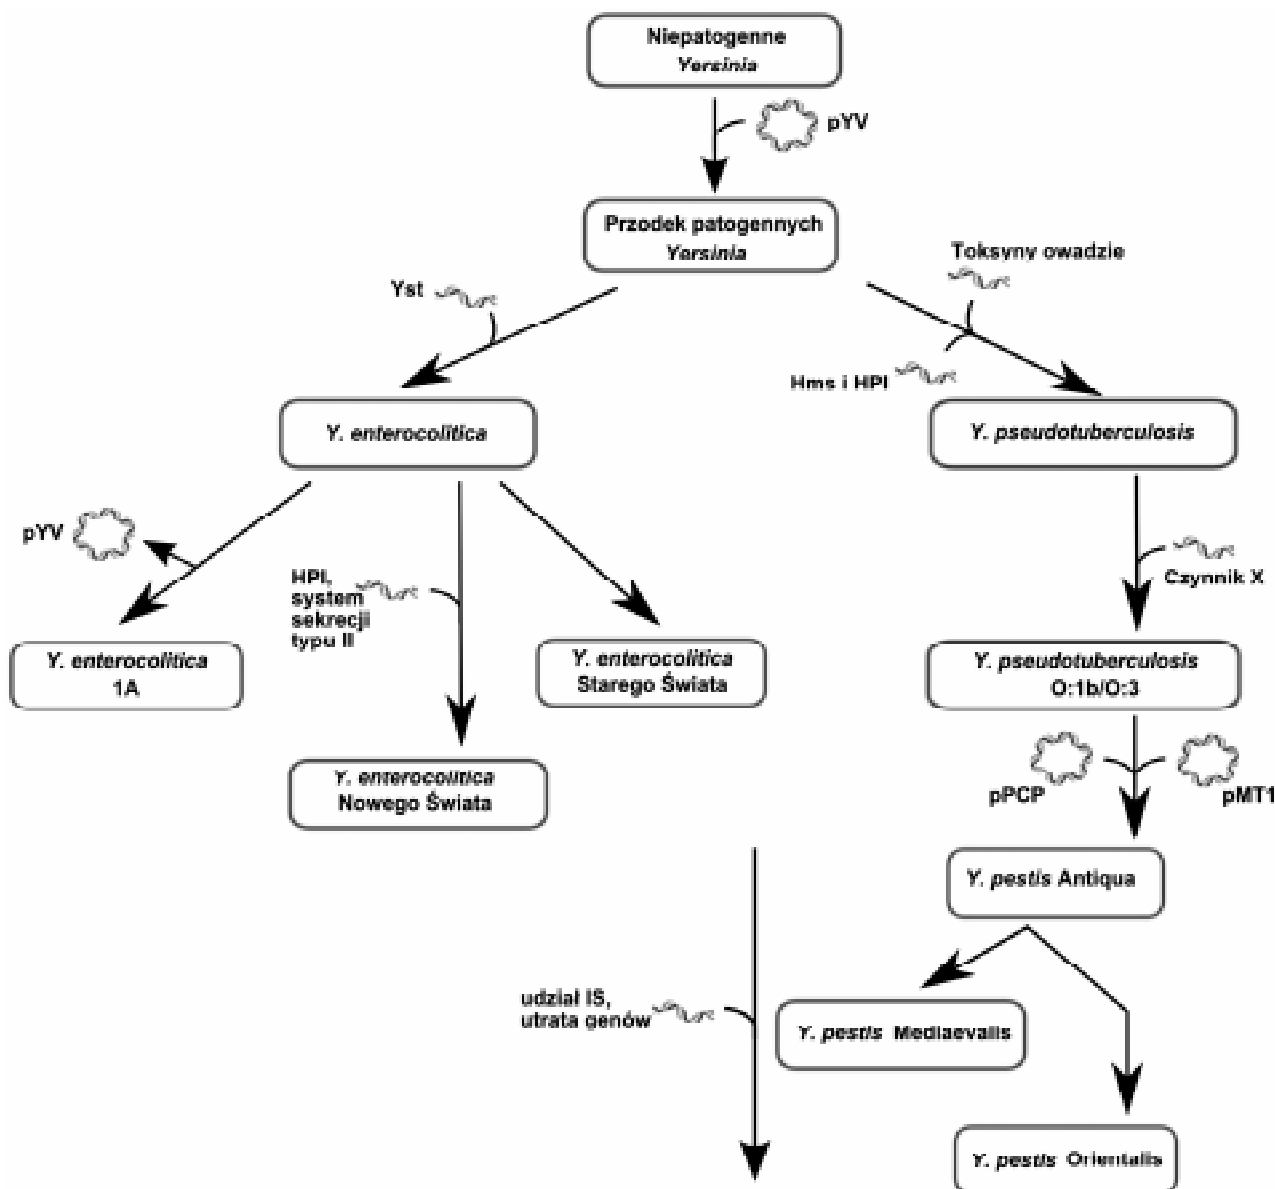 Niepatogenne
Yersinia
pYV
Przodek patogennych
Yersinia
Toksyny owadzie
Yst
Hms i HPI
Y. enterocolitica
Y. pseudotuberculosis
pYV
HPI,
system
sekrecji
typu II
Czynnik X
Y. enterocolitica
1A
Y. enterocolitica
Starego Świata
Y. pseudotuberculosis
O:1b/O:3
Y. enterocolitica
Nowego Świata
pPCP
pMT1
Y. pestis Antiqua
udział IS,
utrata genów
Y. pestis Mediaevalis
Y. pestis Orientalis